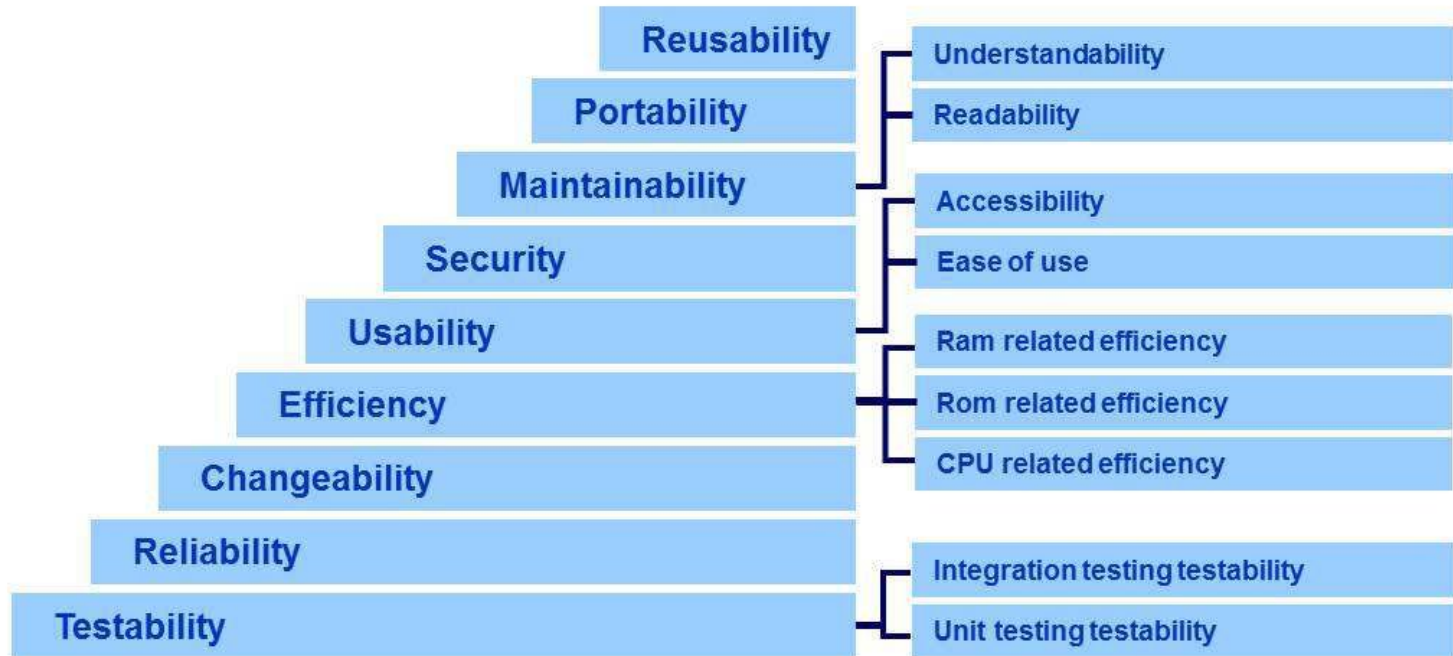 Reusability
Portability
Maintainability
Security
Usability
Efficiency
Changeability
Reliability
Testability
Understandability
Readability
Accessibility
Ease of use
Ram related efficiency
Rom related efficiency
CPU related efficiency
Integration testing testability
Unit testing testability